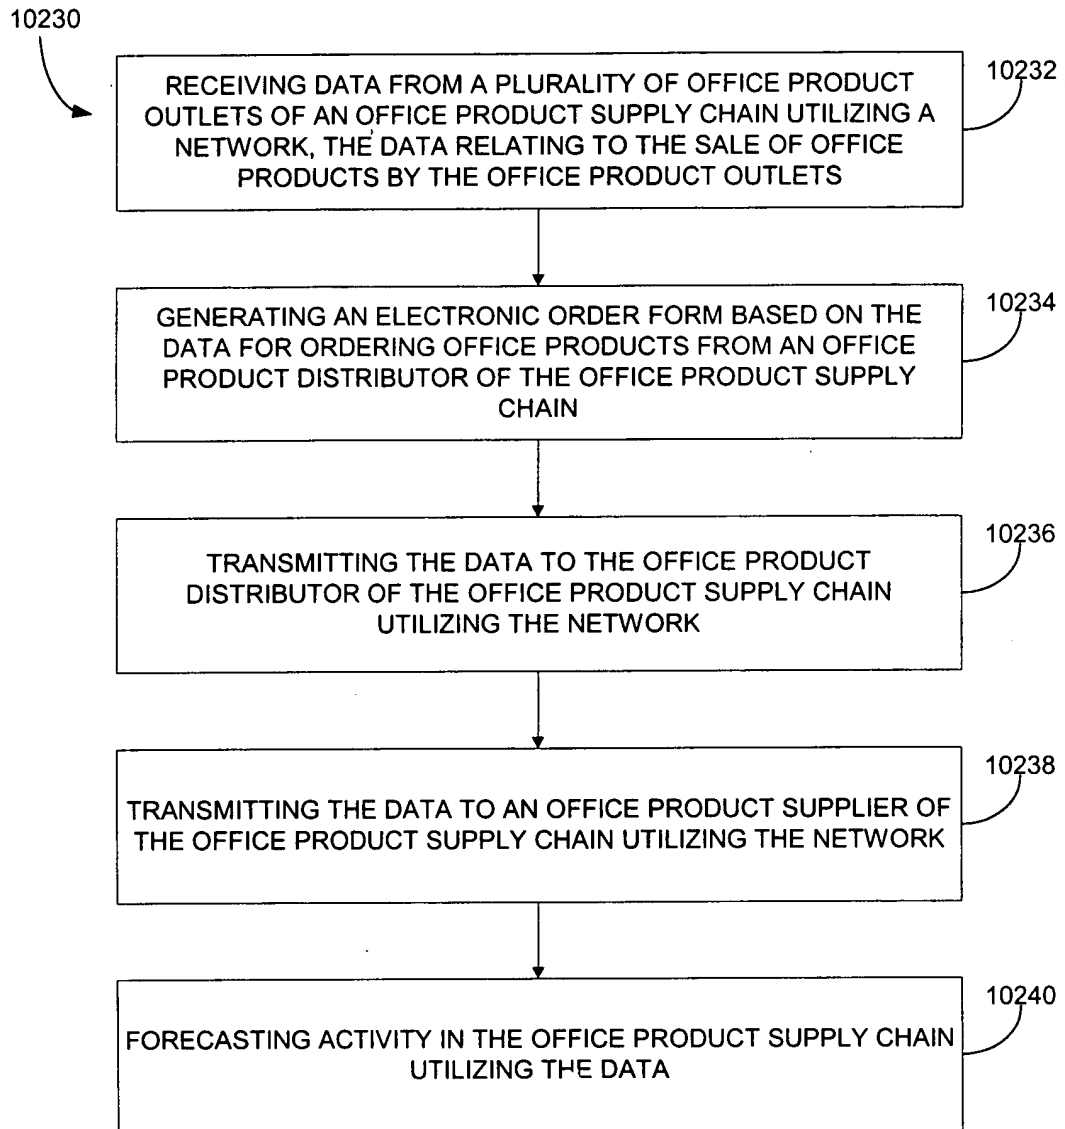 10230
RECEIVING DATA FROM A PLURALITY OF OFFICE PRODUCT
OUTLETS OF AN OFFICE PRODUCT SUPPLY CHAIN UTILIZING A
NETWORK, THE DATA RELATING TO THE SALE OF OFFICE
PRODUCTS BY THE OFFICE PRODUCT OUTLETS
10232
GENERATING AN ELECTRONIC ORDER FORM BASED ON THE
DATA FOR ORDERING OFFICE PRODUCTS FROM AN OFFICE
PRODUCT DISTRIBUTOR OF THE OFFICE PRODUCT SUPPLY
CHAIN
10234
TRANSMITTING THE DATA TO THE OFFICE PRODUCT
DISTRIBUTOR OF THE OFFICE PRODUCT SUPPLY CHAIN
UTILIZING THE NETWORK
10236
TRANSMITTING THE DATA TO AN OFFICE PRODUCT SUPPLIER OF
THE OFFICE PRODUCT SUPPLY CHAIN UTILIZING THE NETWORK
10238
FORECASTING ACTIVITY IN THE OFFICE PRODUCT SUPPLY CHAIN
UTILIZING THE DATA
10240